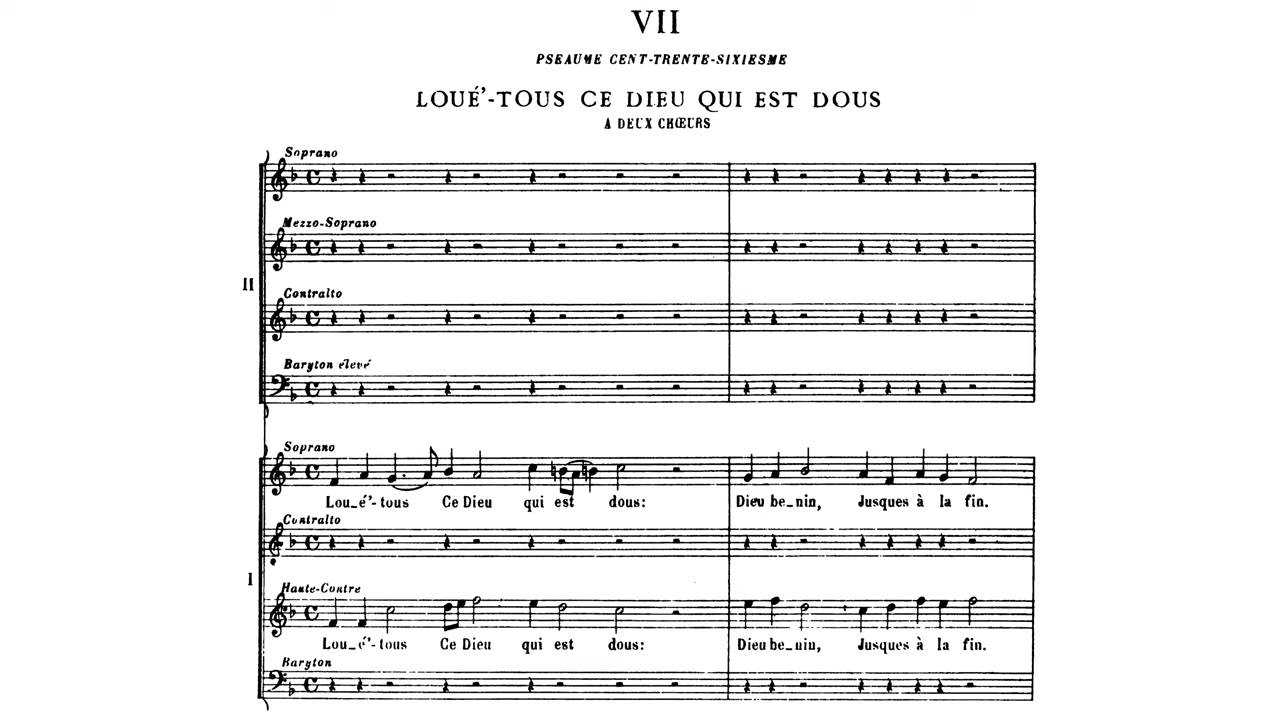 VII
PSEAUME CENT-TRENTE-SIXIESME
LOUÉ'-TOUS CE DIEU QUI EST DOUS
A DEUX CHŒURS
Soprano
Mezzo-Soprano
II
Contralto
Baryton élevé
Soprano
Lou_é'-tous Ce Dieu qui est dous: Dieu be_nin, Jusques à la fin.
Contralto
I
Haute-Contre
Lou_é'-tous Ce Dieu qui est dous: Dieu be_nin, Jusques à la fin.
Baryton